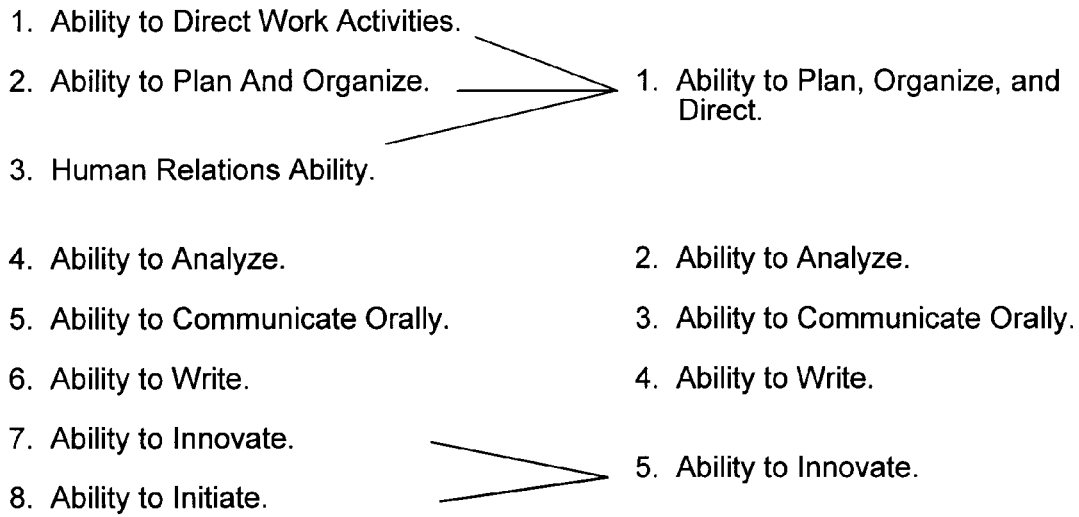 1. Ability to Direct Work Activities.
2. Ability to Plan And Organize.
3. Human Relations Ability.
4. Ability to Analyze.
5. Ability to Communicate Orally.
6. Ability to Write.
7. Ability to Innovate.
8. Ability to Initiate.
1. Ability to Plan, Organize, and
Direct.
2. Ability to Analyze.
3. Ability to Communicate Orally.
4. Ability to Write.
5. Ability to Innovate.